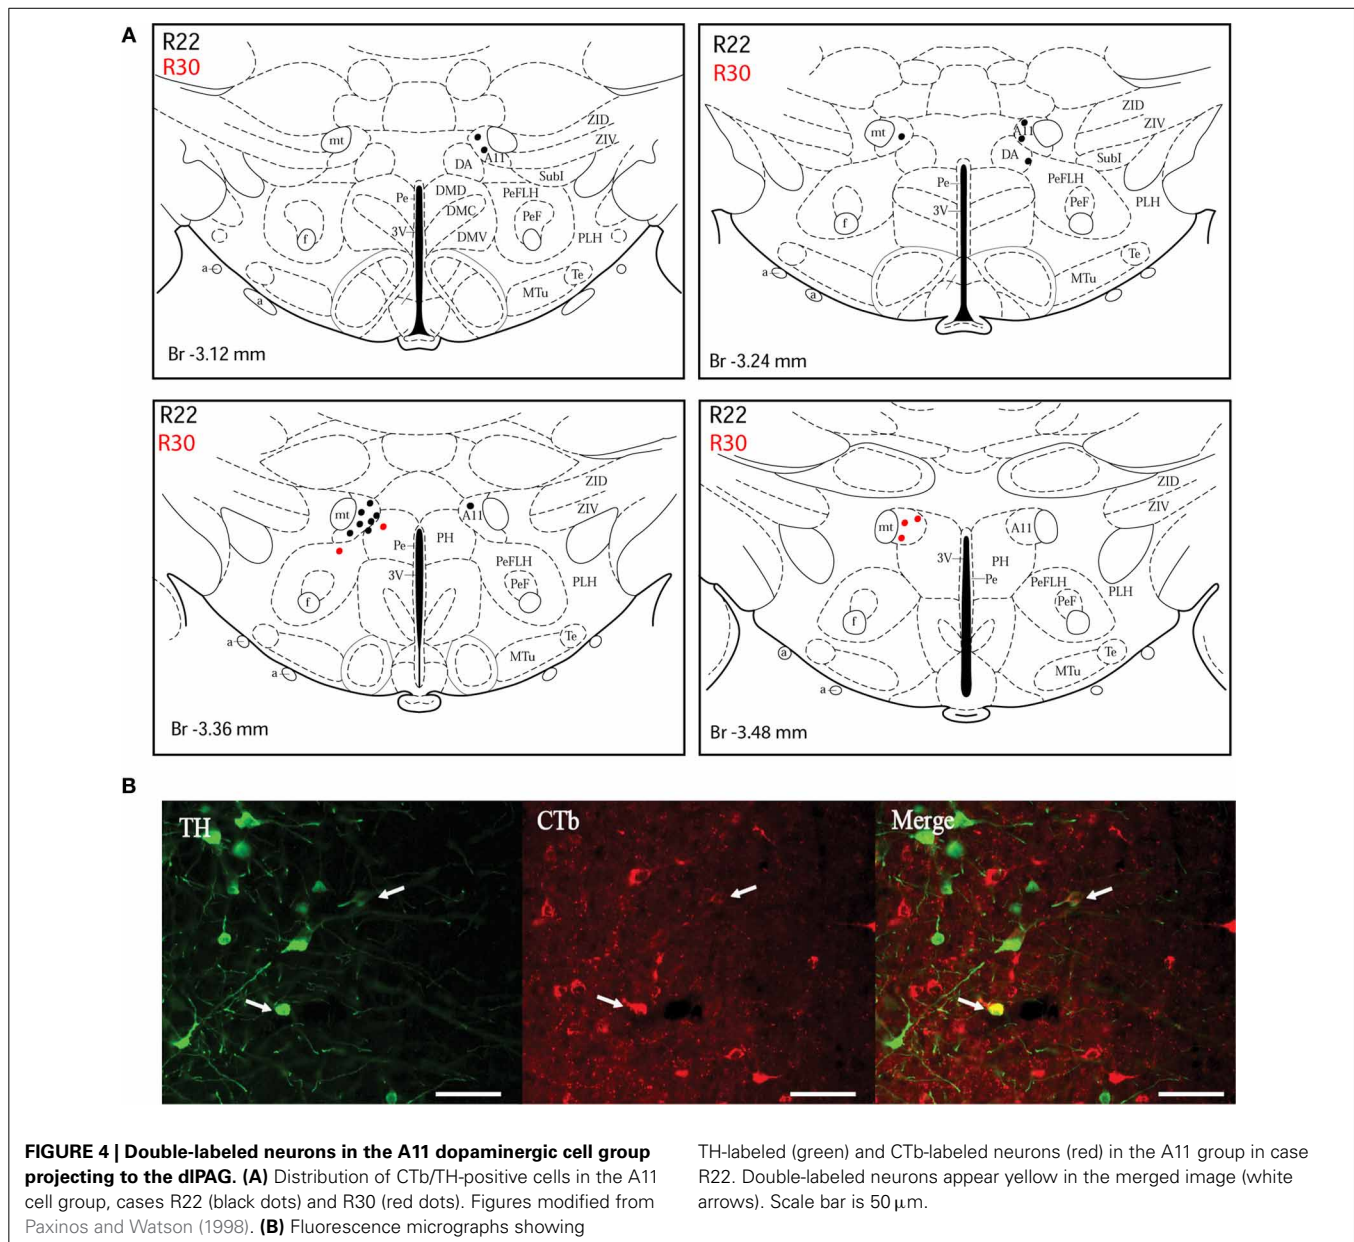 A
R22
R30
mt
ZID
ZIV
A11
DA
SubI
Pe
DMD
PeFLH
DMC
PeF
3V
DMV
PLH
f
a
Te
a
MTu
Br -3.12 mm
R22
R30
ZID
mt
A11
ZIV
DA
SubI
Pe
PeFLH
3V
PeF
PLH
f
Te
a
MTu
a
Br -3.24 mm
R22
R30
ZID
mt
A11
ZIV
Pe
PH
PeFLH
3V
PeF
PLH
f
a
Te
MTu
a
Br -3.36 mm
R22
R30
ZID
ZIV
mt
A11
3V
PH
Pe
PeFLH
PLH
PeF
f
a
Te
MTu
a
Br -3.48 mm
B
TH
CTb
Merge
FIGURE 4 | Double-labeled neurons in the A11 dopaminergic cell group
projecting to the dlPAG. (A) Distribution of CTb/TH-positive cells in the A11
cell group, cases R22 (black dots) and R30 (red dots). Figures modified from
Paxinos and Watson (1998). (B) Fluorescence micrographs showing
TH-labeled (green) and CTb-labeled neurons (red) in the A11 group in case
R22. Double-labeled neurons appear yellow in the merged image (white
arrows). Scale bar is 50 μm.